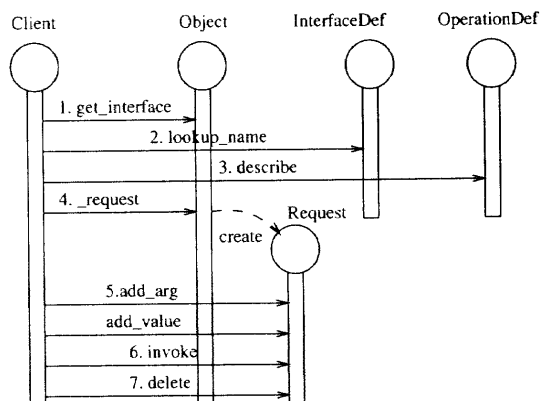 Client
Object
InterfaceDef
OperationDef
1. get_interface
2. lookup_name
3. describe
4. _request
Request
create
5.add_arg
add_value
6. invoke
7. delete